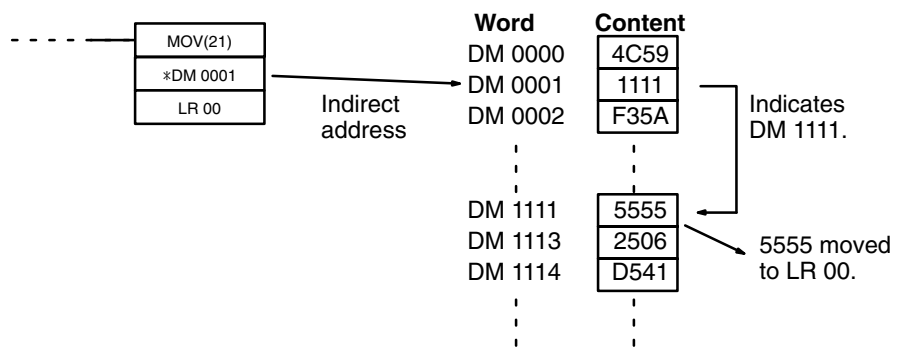 MOV(21)
*DM 0001
LR 00
Indirect
address
Word Content
DM 0000 4C59
DM 0001 1111
DM 0002 F35A
Indicates
DM 1111.
DM 1111 5555
DM 1113 2506
DM 1114 D541
5555 moved
to LR 00.